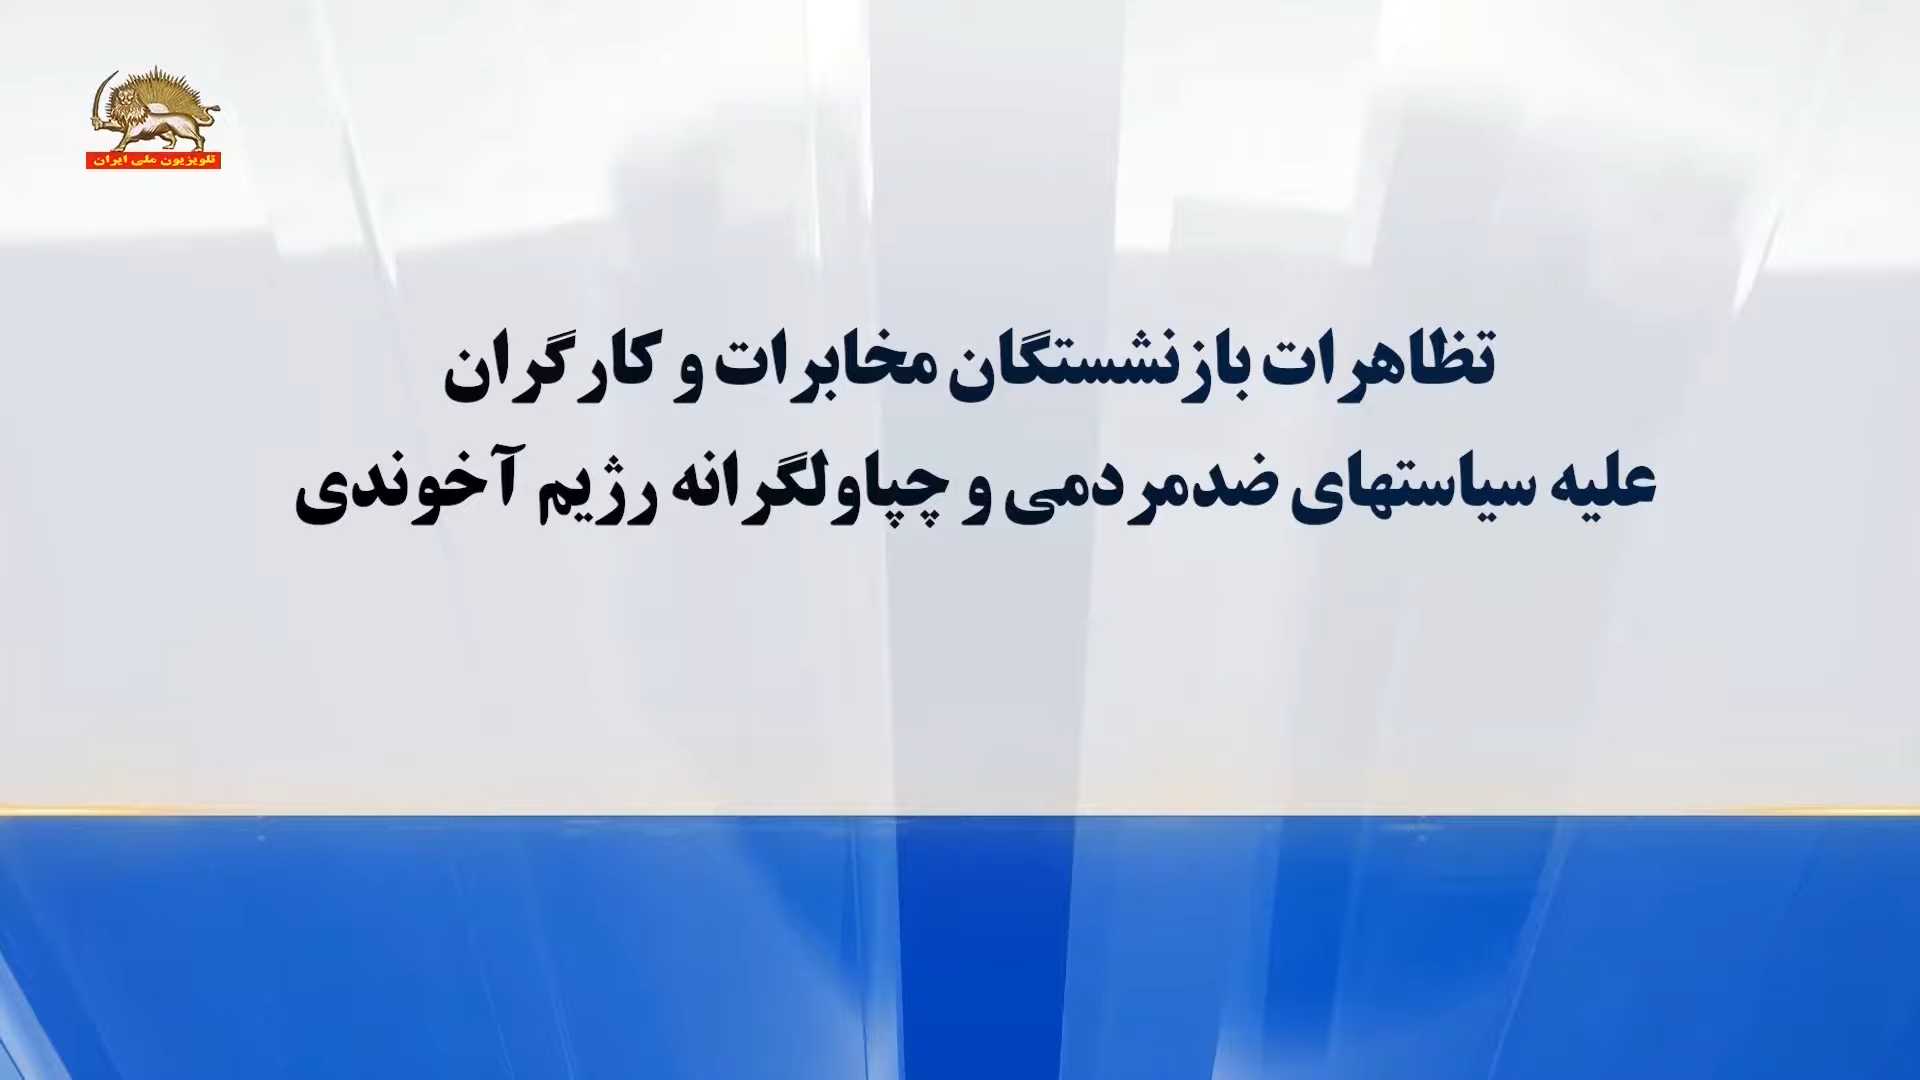 تلویزیون ملی ایران
تظاهرات بازنشستگان مخابرات و کارگران
علیه سیاستهای ضدمردمی و چپاولگرانه رژیم آخوندی